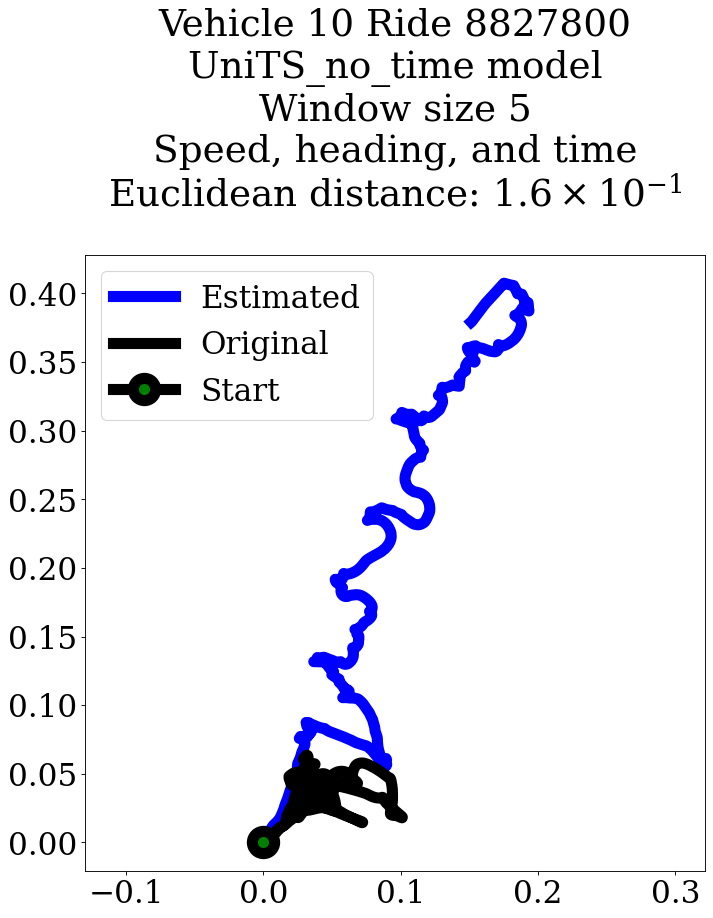 Vehicle 10 Ride 8827800
UniTS_no_time model
Window size 5
Speed, heading, and time
Euclidean distance: 1.6 × 10⁻¹
Estimated
Original
Start
0.40
0.35
0.30
0.25
0.20
0.15
0.10
0.05
0.00
−0.1 0.0 0.1 0.2 0.3